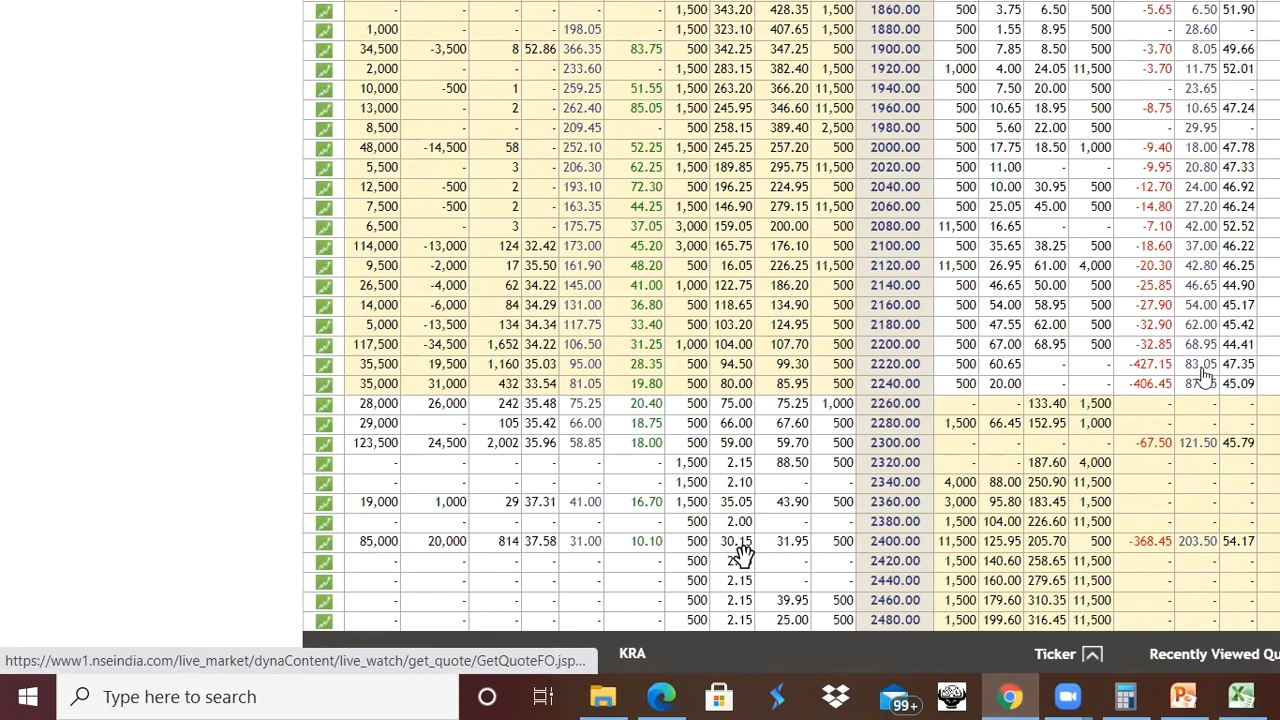 - - - - - - 1,500 343.20 428.35 1,500 1860.00 500 3.75 6.50 500 -5.65 6.50 51.90
1,000 - - - 198.05 - 1,500 323.10 407.65 1,500 1880.00 500 1.55 8.95 500 - 28.60 -
34,500 -3,500 8 52.86 366.35 83.75 1,500 342.25 347.25 500 1900.00 500 7.85 8.50 500 -3.70 8.05 49.66
2,000 - - - 233.60 - 1,500 283.15 382.40 1,500 1920.00 1,000 4.00 24.05 11,500 -3.70 19.75 52.01
10,000 -500 1 - 259.25 51.55 1,500 263.20 366.20 11,500 1940.00 500 7.50 20.00 500 - 23.65 -
13,000 - 2 - 262.40 85.05 1,500 245.95 346.60 11,500 1960.00 500 10.65 18.95 500 -8.75 10.65 47.24
8,500 - - - 209.45 - 500 258.15 389.40 2,500 1980.00 500 5.60 22.00 500 - 29.95 -
48,000 -14,500 58 - 252.10 52.25 1,500 245.25 257.20 500 2000.00 500 17.75 18.50 1,000 -9.40 18.00 47.78
5,500 - 3 - 206.30 62.25 1,500 189.85 295.75 11,500 2020.00 500 11.00 - - -9.95 20.80 47.33
12,500 -500 2 - 193.10 72.30 500 196.25 224.95 500 2040.00 500 10.00 30.95 500 -12.70 24.00 46.92
7,500 -500 2 - 163.35 44.25 1,500 146.90 279.15 11,500 2060.00 500 25.05 45.00 500 -14.80 27.20 46.24
6,500 - 3 - 175.75 37.05 3,000 159.05 200.00 500 2080.00 11,500 16.65 - - -7.10 42.00 52.52
114,000 -13,000 124 32.42 173.00 45.20 3,000 165.75 176.10 500 2100.00 500 35.65 38.25 500 -18.60 37.00 46.22
9,500 -2,000 17 35.50 161.90 48.20 500 16.05 226.25 11,500 2120.00 11,500 26.95 61.00 4,000 -20.30 42.80 46.25
26,500 -4,000 62 34.29 145.00 41.00 1,000 122.75 186.20 500 2140.00 500 46.65 50.00 500 -25.85 46.65 44.90
14,000 -6,000 84 34.29 131.00 36.80 500 118.65 134.90 500 2160.00 500 54.00 58.95 500 -27.90 54.00 45.17
5,000 -13,500 134 34.34 117.75 33.40 500 103.20 124.95 500 2180.00 500 47.55 62.00 500 -32.90 62.00 45.42
117,500 -34,500 1,652 34.22 106.50 31.25 1,000 104.00 107.70 500 2200.00 500 67.00 68.95 500 -32.85 68.95 44.41
35,500 19,500 1,160 35.03 95.00 28.35 500 94.50 99.30 500 2220.00 500 60.65 - - -427.15 83.05 47.35
35,000 31,000 432 33.54 81.05 19.80 500 80.00 85.95 500 2240.00 500 20.00 - - -406.45 45.09
28,000 26,000 242 35.48 75.25 20.40 500 75.00 75.25 1,000 2260.00 - - 133.40 1,500 - - -
29,000 - 105 35.42 66.00 18.75 500 66.00 67.60 500 2280.00 1,500 66.45 152.95 1,000 - - -
123,500 24,500 2,002 35.96 58.85 18.00 500 59.00 59.70 500 2300.00 - - - - -67.50 121.50 45.79
- - - - - - 1,500 2.15 88.50 500 2320.00 - - 187.60 4,000 - - -
- - - - - - 1,500 2.10 - - 2340.00 4,000 88.00 250.90 11,500 - - -
19,000 1,000 29 37.31 41.00 16.70 500 35.05 43.90 500 2360.00 3,000 95.80 183.45 1,500 - - -
- - - - - - 500 2.00 - - 2380.00 1,500 104.00 226.60 11,500 - - -
85,000 20,000 814 37.58 31.00 10.10 500 30.15 31.95 500 2400.00 11,500 125.95 205.70 500 -368.45 203.50 54.17
- - - - - - 500 - - 2420.00 1,500 140.60 258.65 11,500 - - -
- - - - - - 500 2.15 - - 2440.00 1,500 160.00 279.65 11,500 - - -
- - - - - - 500 2.15 39.95 500 2460.00 1,500 179.60 310.35 11,500 - - -
- - - - - - 500 2.15 25.00 500 2480.00 1,500 199.60 316.45 11,500 - - -
https://www1.nseindia.com/live_market/dynaContent/live_watch/get_quote/GetQuoteFO.jsp... KRA Ticker Recently Viewed Qu
Type here to search 99+